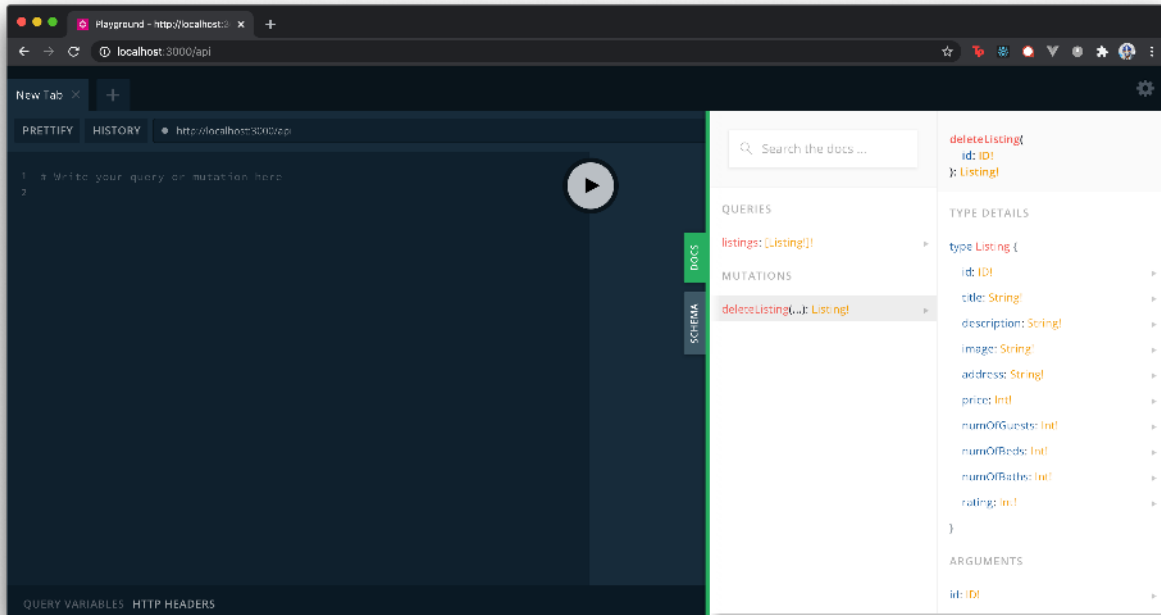 Playground - http://localhost:3
localhost:3000/api
New Tab
PRETTIFY HISTORY http://localhost:3000/api
1 # Write your query or mutation here
2
DOCS
SCHEMA
Search the docs ...
QUERIES
listings: [Listing!]!
MUTATIONS
deleteListing(...): Listing!
deleteListing(
id: ID!
): Listing!
TYPE DETAILS
type Listing {
id: ID!
title: String!
description: String!
image: String!
address: String!
price: Int!
numOfGuests: Int!
numOfBeds: Int!
numOfBaths: Int!
rating: Int!
}
ARGUMENTS
id: ID!
QUERY VARIABLES HTTP HEADERS